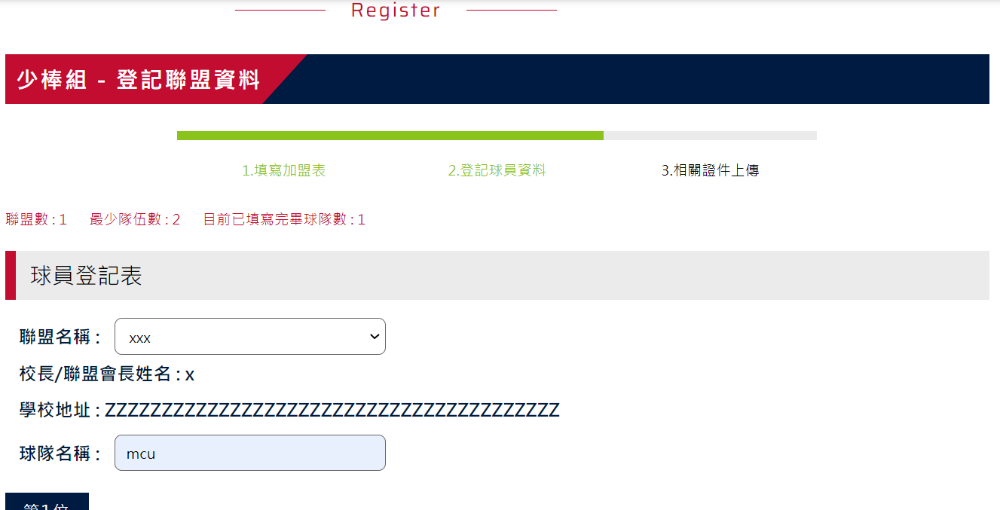 Register
少棒組 - 登記聯盟資料
1.填寫加盟表 2.登記球員資料 3.相關證件上傳
聯盟數 : 1 最少隊伍數 : 2 目前已填寫完畢球隊數 : 1
球員登記表
聯盟名稱 : xxx
校長/聯盟會長姓名 : x
學校地址 : ZZZZZZZZZZZZZZZZZZZZZZZZZZZZZZZZZZZZZZZZ
球隊名稱 : mcu
第1位